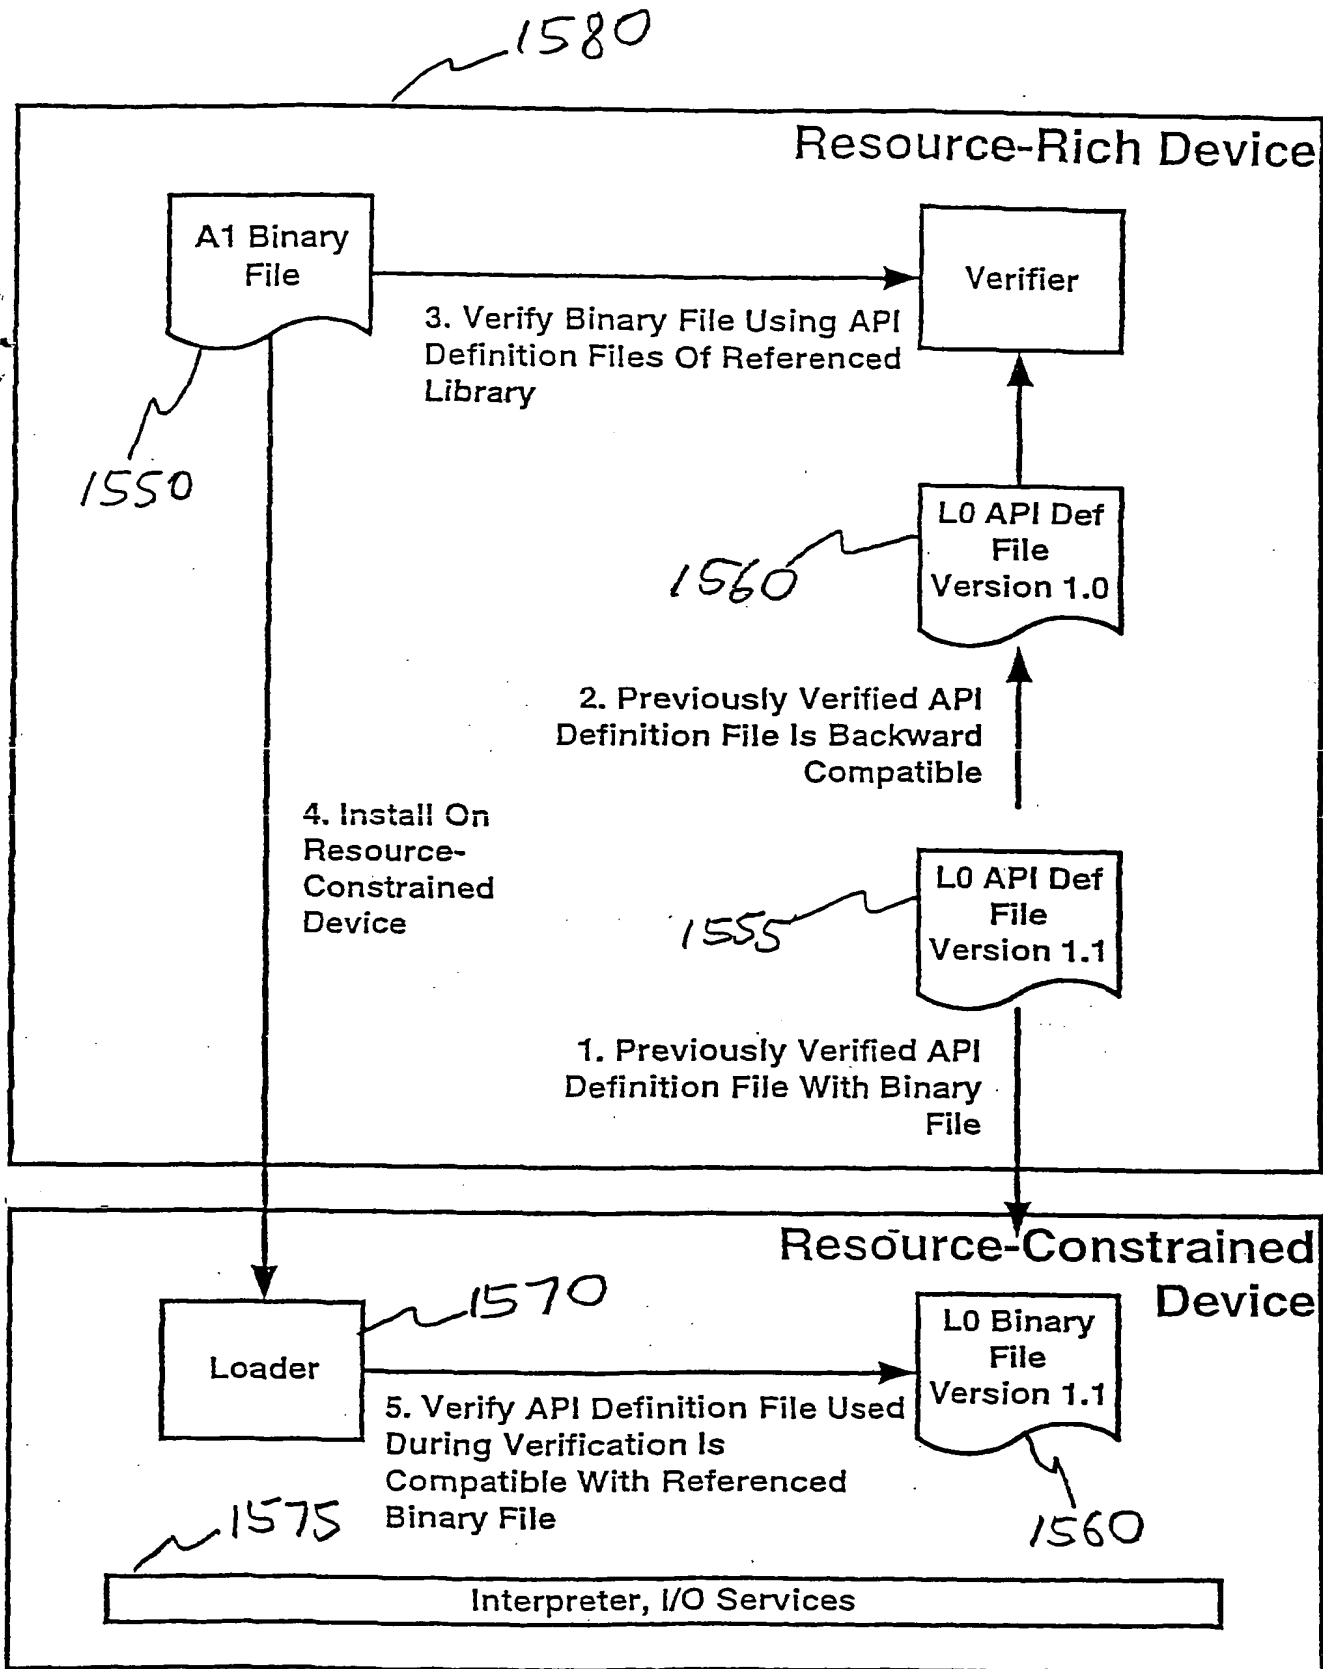 1580
Resource-Rich Device
A1 Binary
File
Verifier
3. Verify Binary File Using API
Definition Files Of Referenced
Library
1550
L0 API Def
File
Version 1.0
1560
2. Previously Verified API
Definition File Is Backward
Compatible
4. Install On
Resource-
Constrained
Device
L0 API Def
File
Version 1.1
1555
1. Previously Verified API
Definition File With Binary
File
Resource-Constrained
Device
1570
Loader
L0 Binary
File
Version 1.1
5. Verify API Definition File Used
During Verification Is
Compatible With Referenced
Binary File
1575
1560
Interpreter, I/O Services